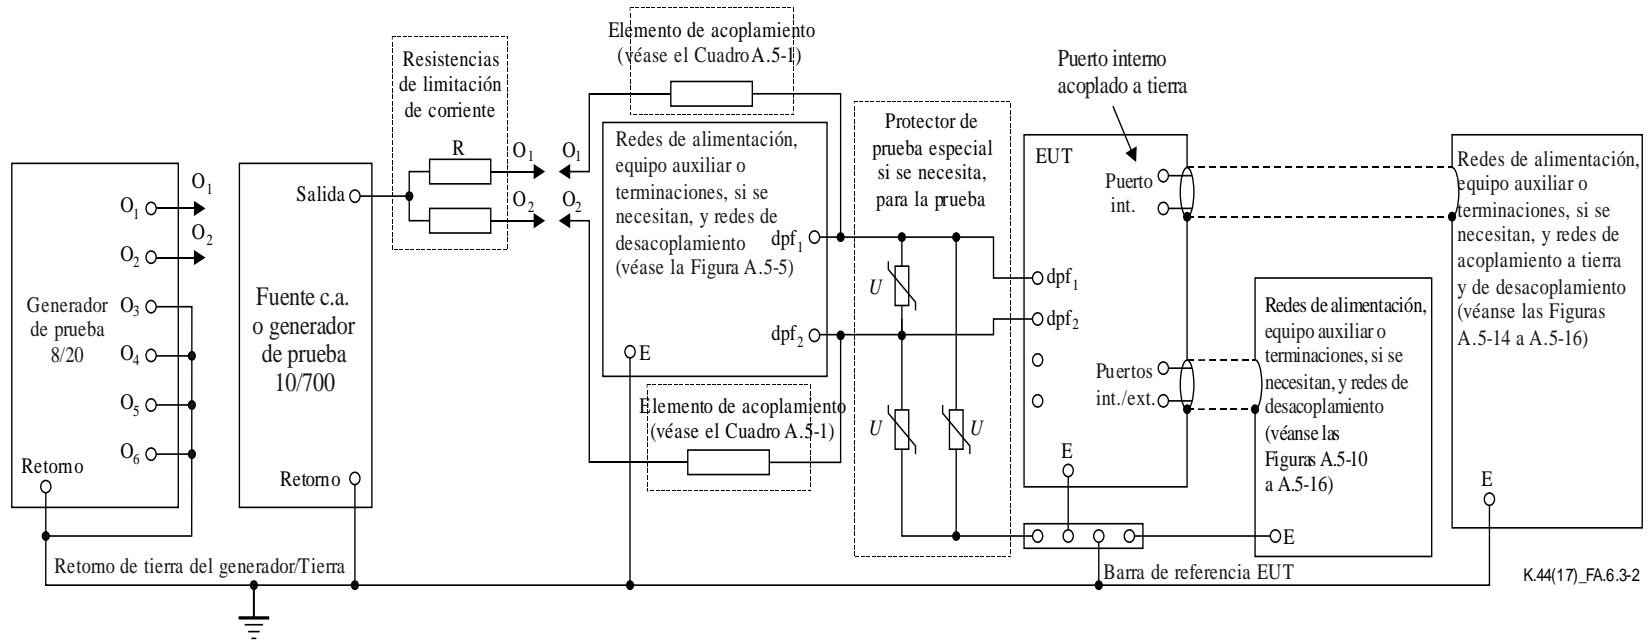 Elemento de acoplamiento
(véase el Cuadro A.5-1)
Resistencias
de limitación
de corriente
R
O1
O2
O1
O2
Puerto interno
acoplado a tierra
Protector de
prueba especial
si se necesita,
para la prueba
U
U
U
Redes de alimentación,
equipo auxiliar o
terminaciones, si se
necesitan, y redes de
desacoplamiento
(véase la Figura A.5-5)
dpf1
dpf2
E
Elemento de acoplamiento
(véase el Cuadro A.5-1)
O1
O1
O2
O2
O3
O4
O5
O6
Generador
de prueba
8/20
Retorno
Salida
Fuente c.a.
o generador
de prueba
10/700
Retorno
EUT
Puerto
int.
dpf1
dpf2
Puertos
int./ext.
E
Redes de alimentación,
equipo auxiliar o
terminaciones, si se
necesitan, y redes de
desacoplamiento
(véanse las
Figuras A.5-10
a A.5-16)
E
Redes de alimentación,
equipo auxiliar o
terminaciones, si se
necesitan, y redes de
acoplamiento a tierra
y de desacoplamiento
(véanse las Figuras
A.5-14 a A.5-16)
E
Retorno de tierra del generador/Tierra
Barra de referencia EUT
K.44(17)_FA.6.3-2